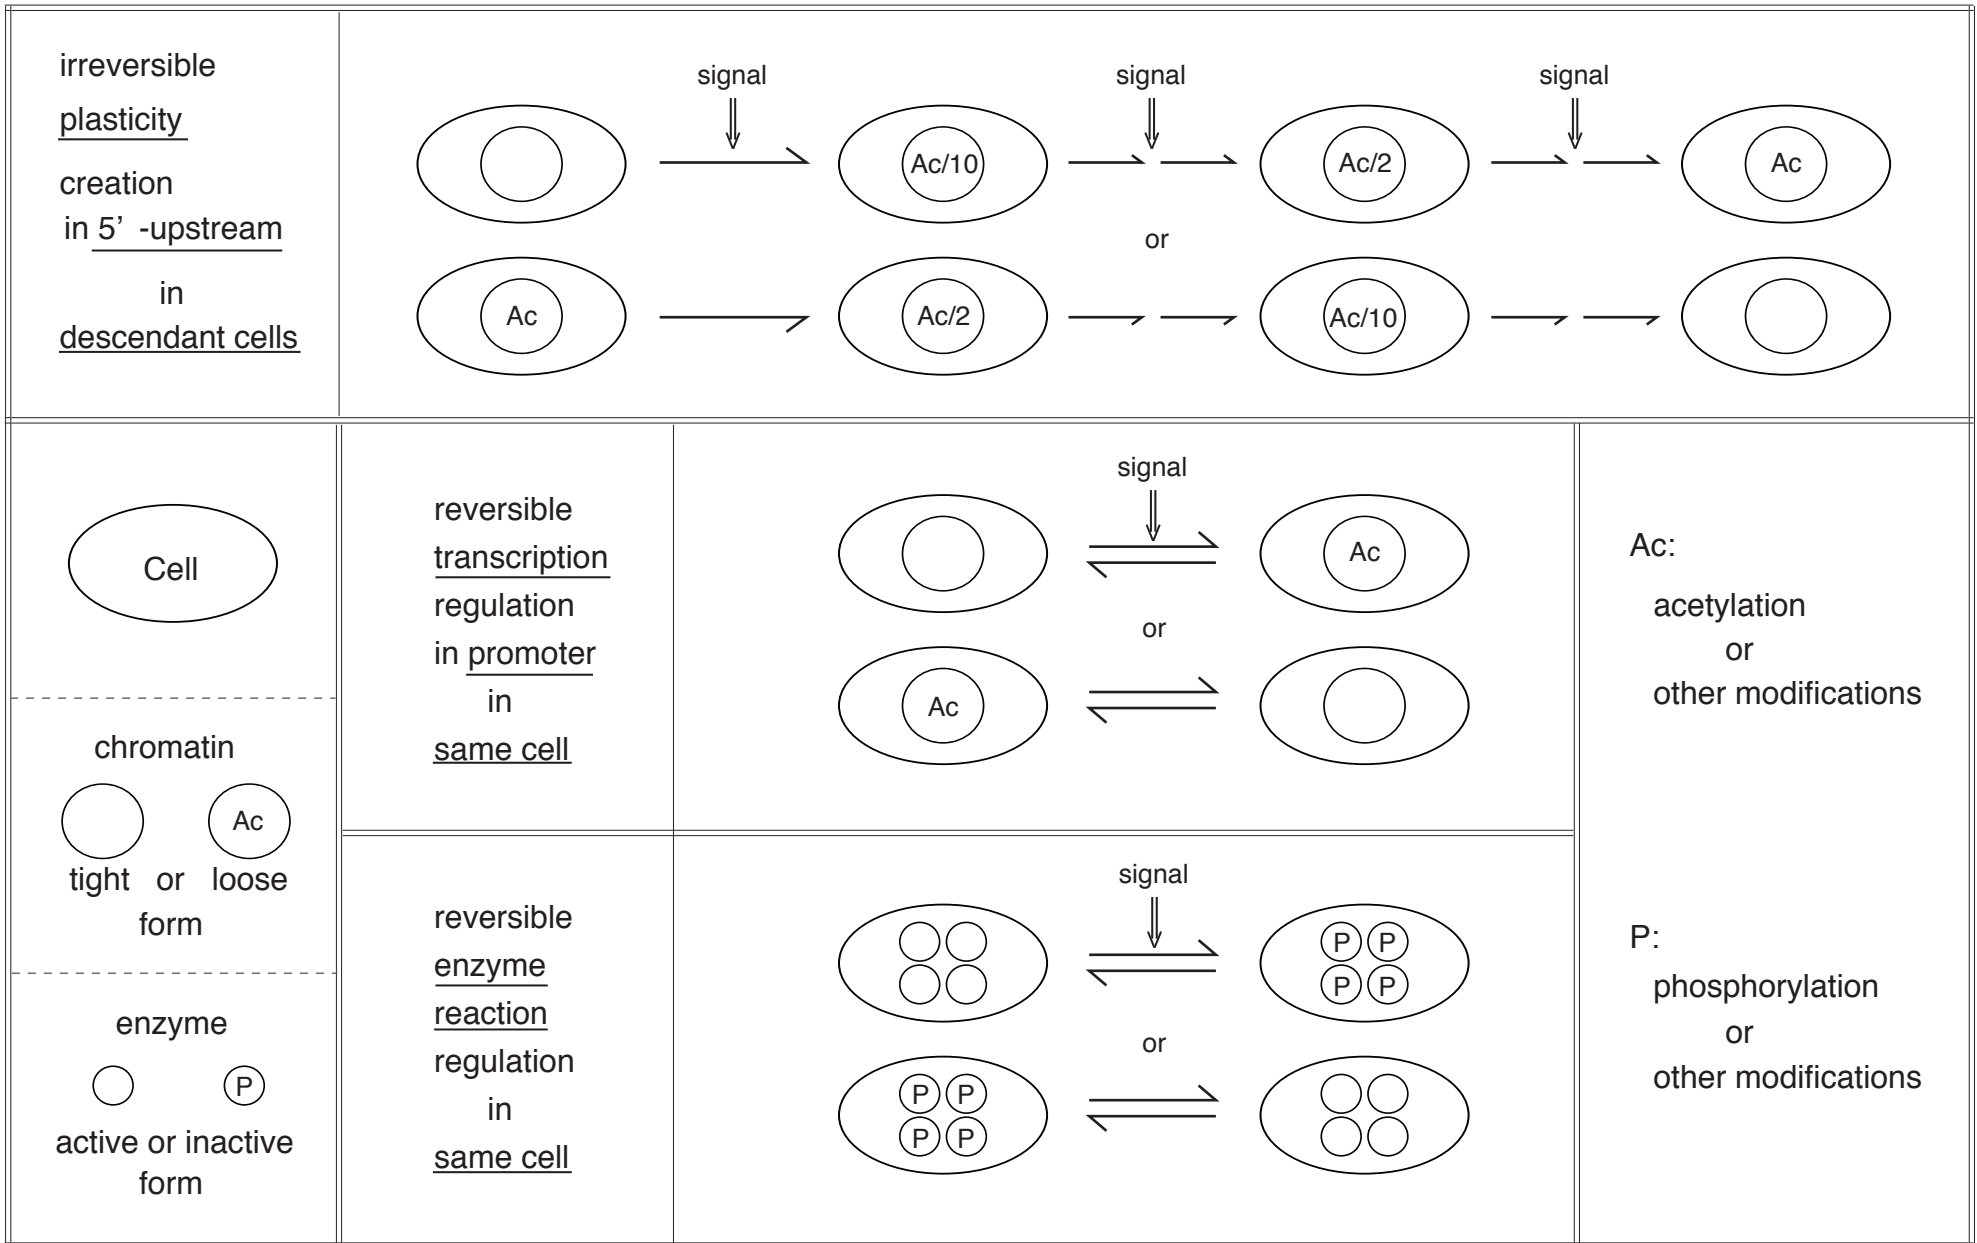 irreversible
plasticity
creation
in 5’ -upstream
in
descendant cells
signal
signal
signal
Ac/10
Ac/2
Ac
or
Ac
Ac/2
Ac/10
Cell
chromatin
Ac
tight or loose
form
enzyme
P
active or inactive
form
reversible
transcription
regulation
in promoter
in
same cell
signal
Ac
or
Ac
reversible
enzyme
reaction
regulation
in
same cell
signal
P P
P P
or
P P
P P
Ac:
acetylation
or
other modifications
P:
phosphorylation
or
other modifications